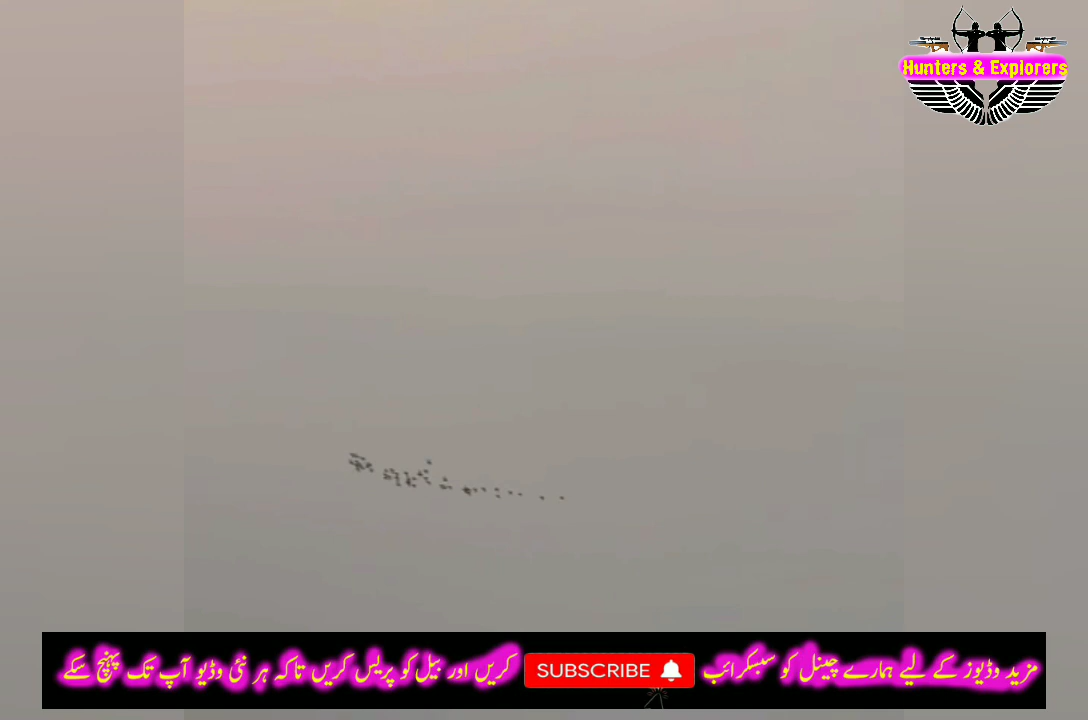 Hunters & Explorers
مزید وڈیوز کے لیے ہمارے چینل کو سبسکرائب SUBSCRIBE کریں اور بیل کو پریس کریں تاکہ ہر نئی وڈیو آپ تک پہنچ سکے